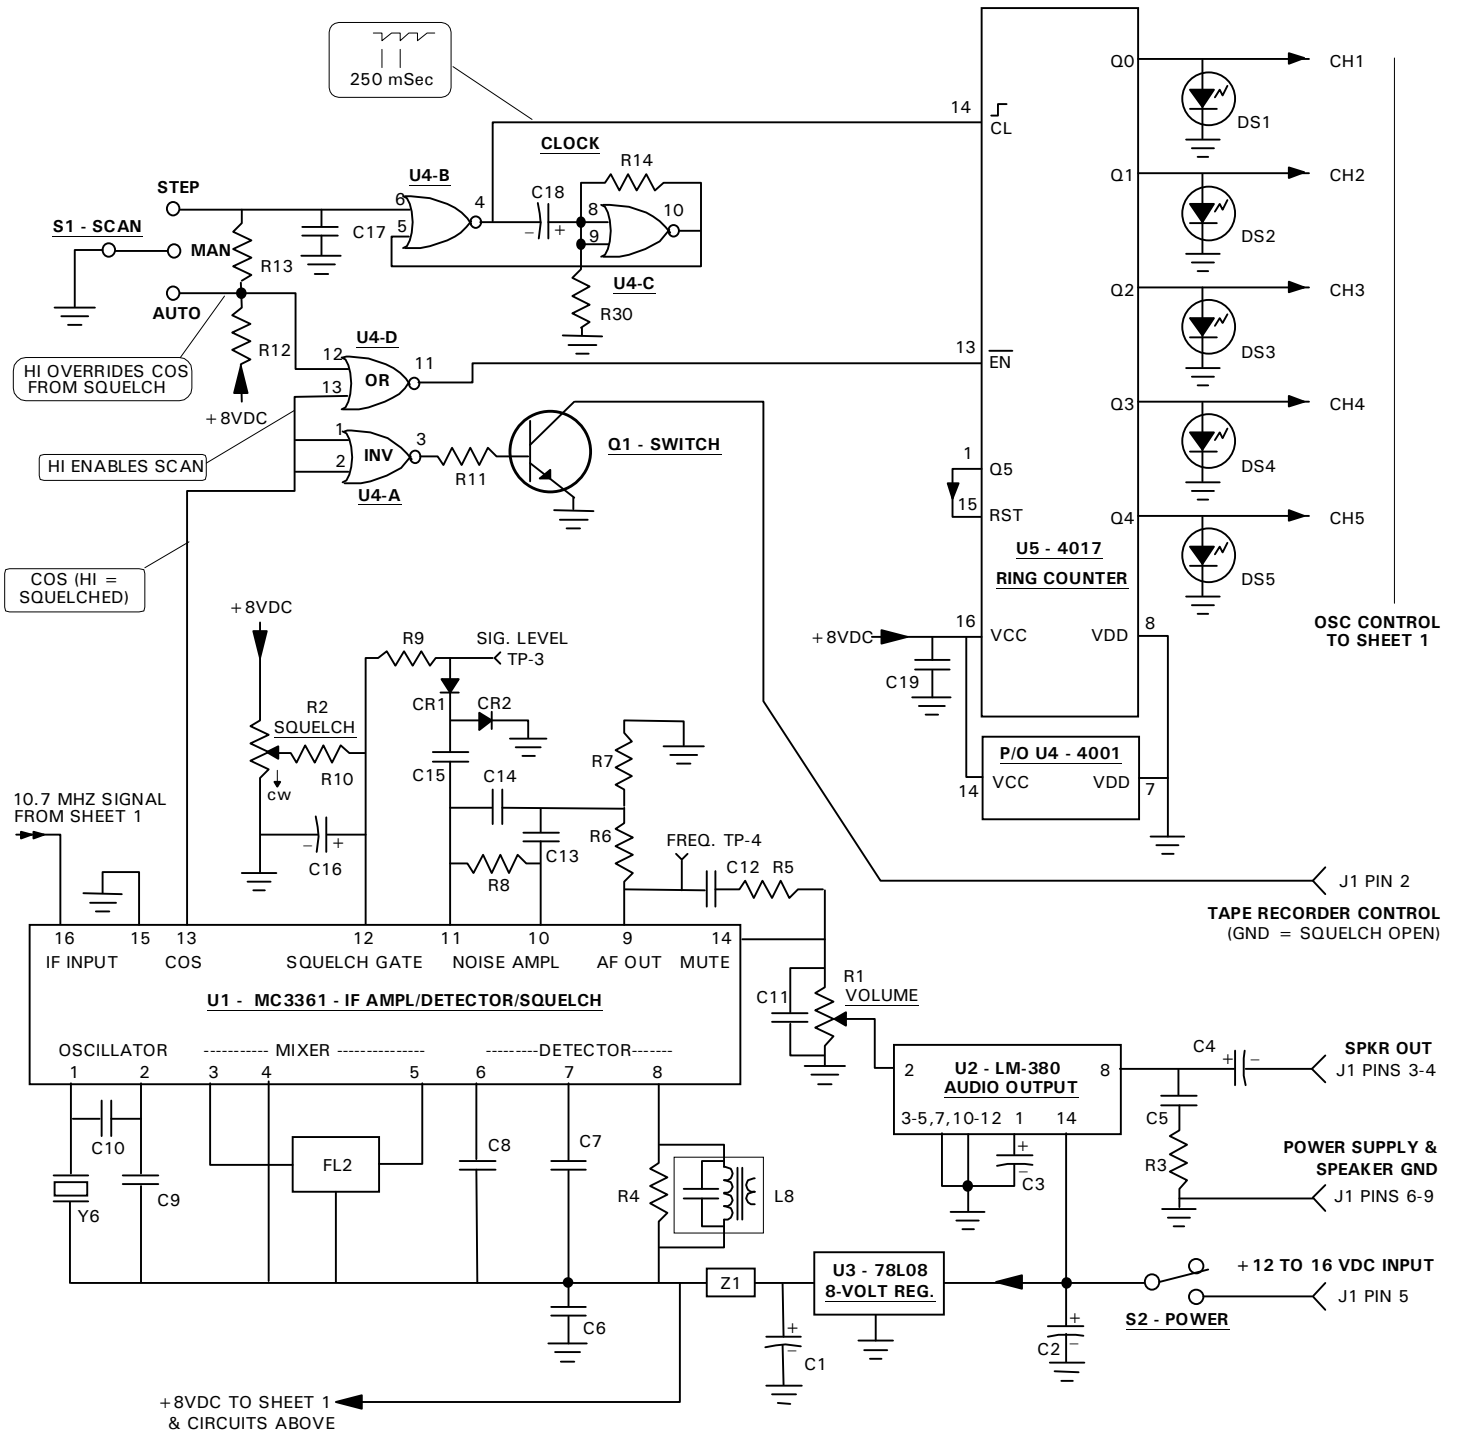 250 mSec
Q0
CH1
DS1
14
CL
CLOCK
R14
STEP
U4-B
6
5
4
C18
8
9
10
- +
Q1
CH2
DS2
S1 - SCAN
MAN
R13
C17
U4-C
R30
AUTO
Q2
CH3
DS3
HI OVERRIDES COS
FROM SQUELCH
R12
+8VDC
U4-D
12
13
OR
11
13
EN
Q3
CH4
DS4
HI ENABLES SCAN
1
2
INV
3
R11
U4-A
Q1 - SWITCH
1
Q5
15
RST
Q4
CH5
DS5
U5 - 4017
RING COUNTER
COS (HI =
SQUELCHED)
+8VDC
16
VCC
VDD
8
C19
OSC CONTROL
TO SHEET 1
+8VDC
R9
SIG. LEVEL
TP-3
CR1
CR2
R2
SQUELCH
R10
cw
C15
C14
R7
P/O U4 - 4001
14
VCC
VDD
7
10.7 MHZ SIGNAL
FROM SHEET 1
- +
C16
R8
C13
R6
FREQ. TP-4
C12
R5
J1 PIN 2
TAPE RECORDER CONTROL
(GND = SQUELCH OPEN)
16
15
13
12
11
10
9
14
IF INPUT
COS
SQUELCH GATE
NOISE AMPL
AF OUT
MUTE
U1 - MC3361 - IF AMPL/DETECTOR/SQUELCH
OSCILLATOR
----------- MIXER ---------------
---------DETECTOR-------
1
2
3
4
5
6
7
8
C11
R1
VOLUME
2
U2 - LM-380
AUDIO OUTPUT
8
3-5,7,10-12
1
14
C4
+ -
SPKR OUT
J1 PINS 3-4
C5
R3
POWER SUPPLY &
SPEAKER GND
J1 PINS 6-9
+
-
C3
C10
Y6
C9
FL2
C8
C7
R4
L8
Z1
U3 - 78L08
8-VOLT REG.
+12 TO 16 VDC INPUT
J1 PIN 5
S2 - POWER
C6
+
-
C1
+
-
C2
+8VDC TO SHEET 1
& CIRCUITS ABOVE